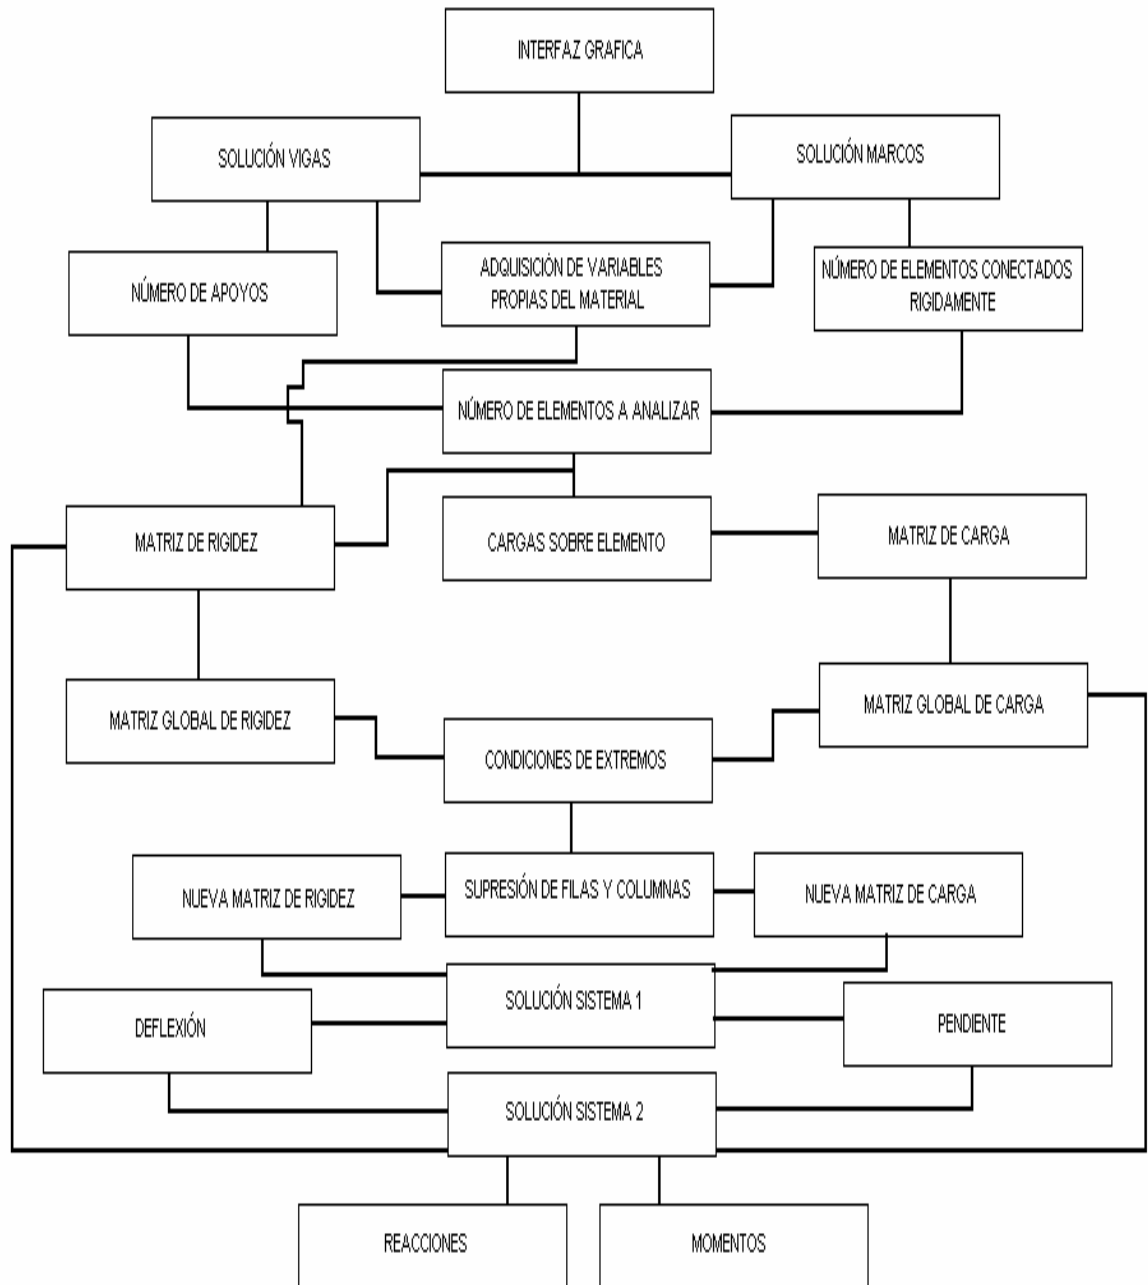 INTERFAZ GRAFICA
SOLUCIÓN VIGAS
SOLUCIÓN MARCOS
NÚMERO DE APOYOS
ADQUISICIÓN DE VARIABLES
PROPIAS DEL MATERIAL
NÚMERO DE ELEMENTOS CONECTADOS
RIGIDAMENTE
NÚMERO DE ELEMENTOS A ANALIZAR
MATRIZ DE RIGIDEZ
CARGAS SOBRE ELEMENTO
MATRIZ DE CARGA
MATRIZ GLOBAL DE RIGIDEZ
MATRIZ GLOBAL DE CARGA
CONDICIONES DE EXTREMOS
NUEVA MATRIZ DE RIGIDEZ
SUPRESIÓN DE FILAS Y COLUMNAS
NUEVA MATRIZ DE CARGA
SOLUCIÓN SISTEMA 1
DEFLEXIÓN
PENDIENTE
SOLUCIÓN SISTEMA 2
REACCIONES
MOMENTOS